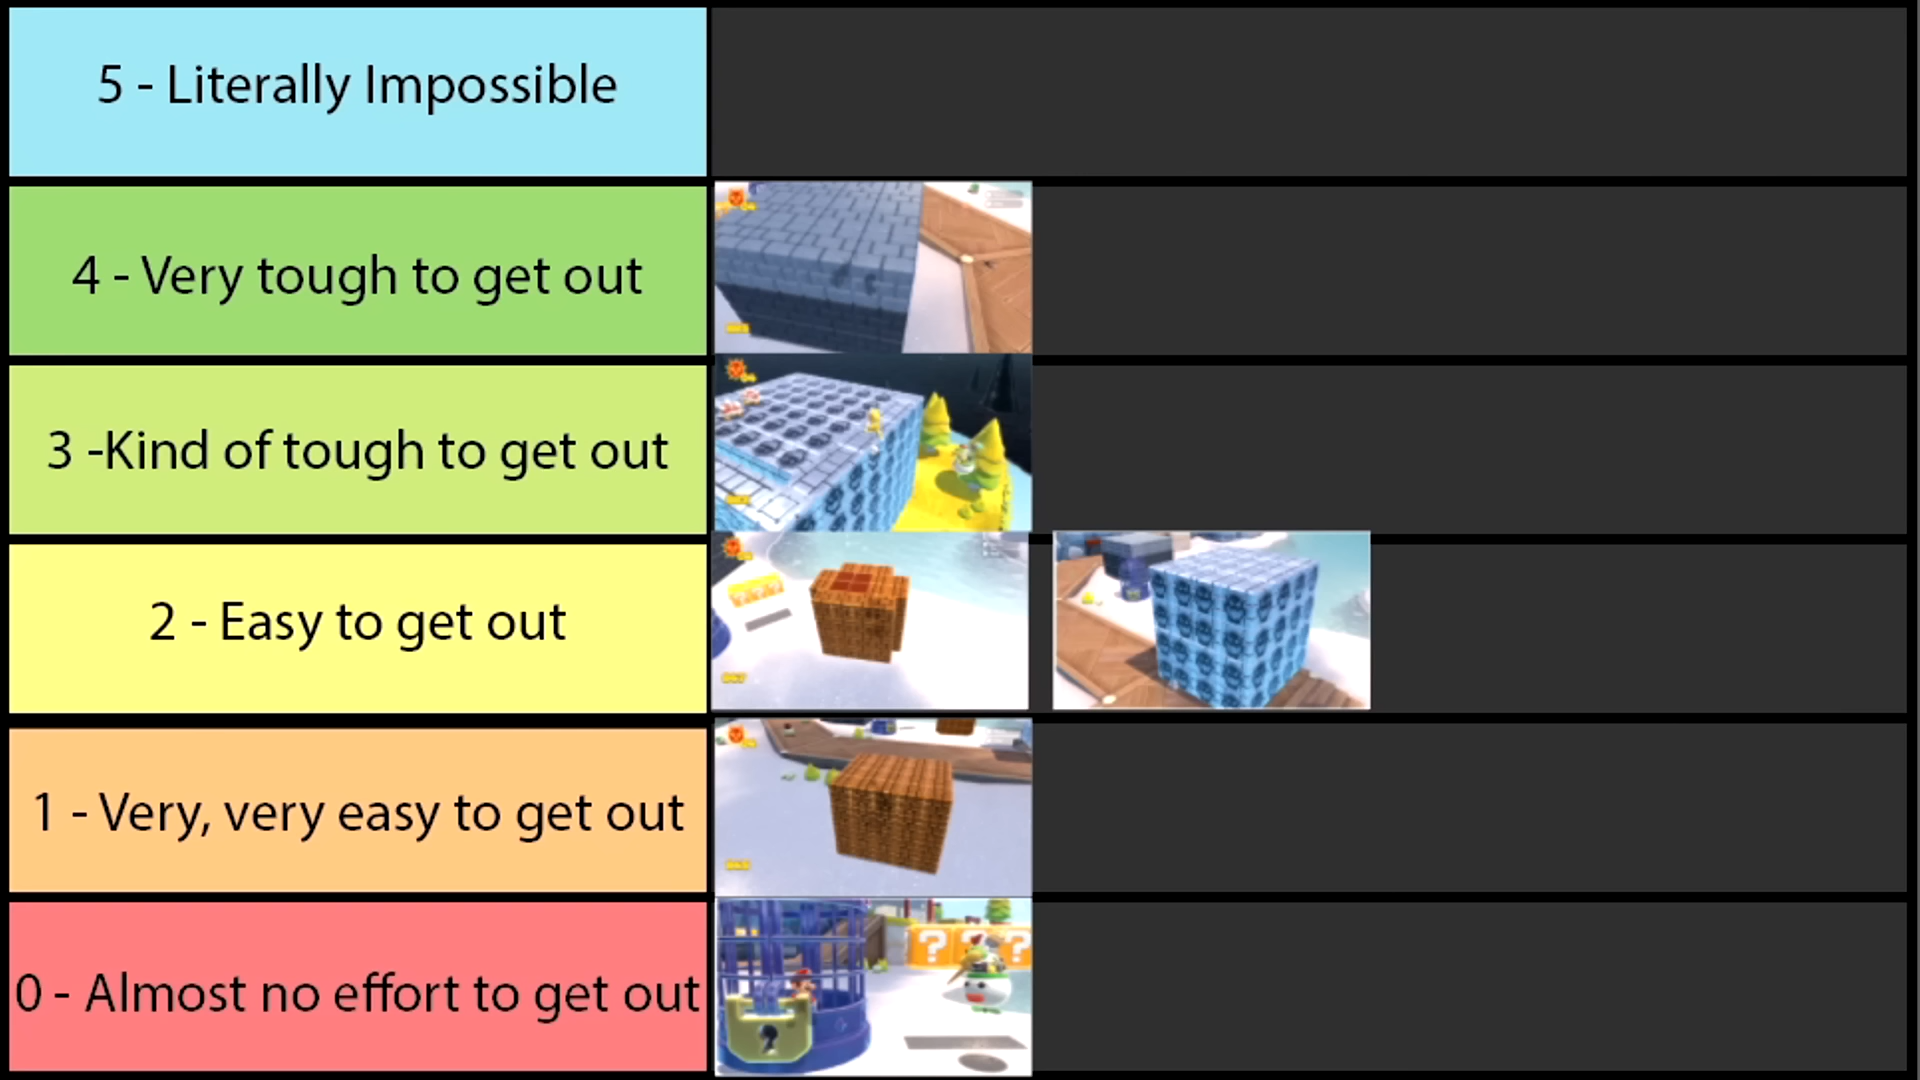 5 - Literally Impossible
4 - Very tough to get out
3 -Kind of tough to get out
2 - Easy to get out
1 - Very, very easy to get out
0 - Almost no effort to get out
? ? ?